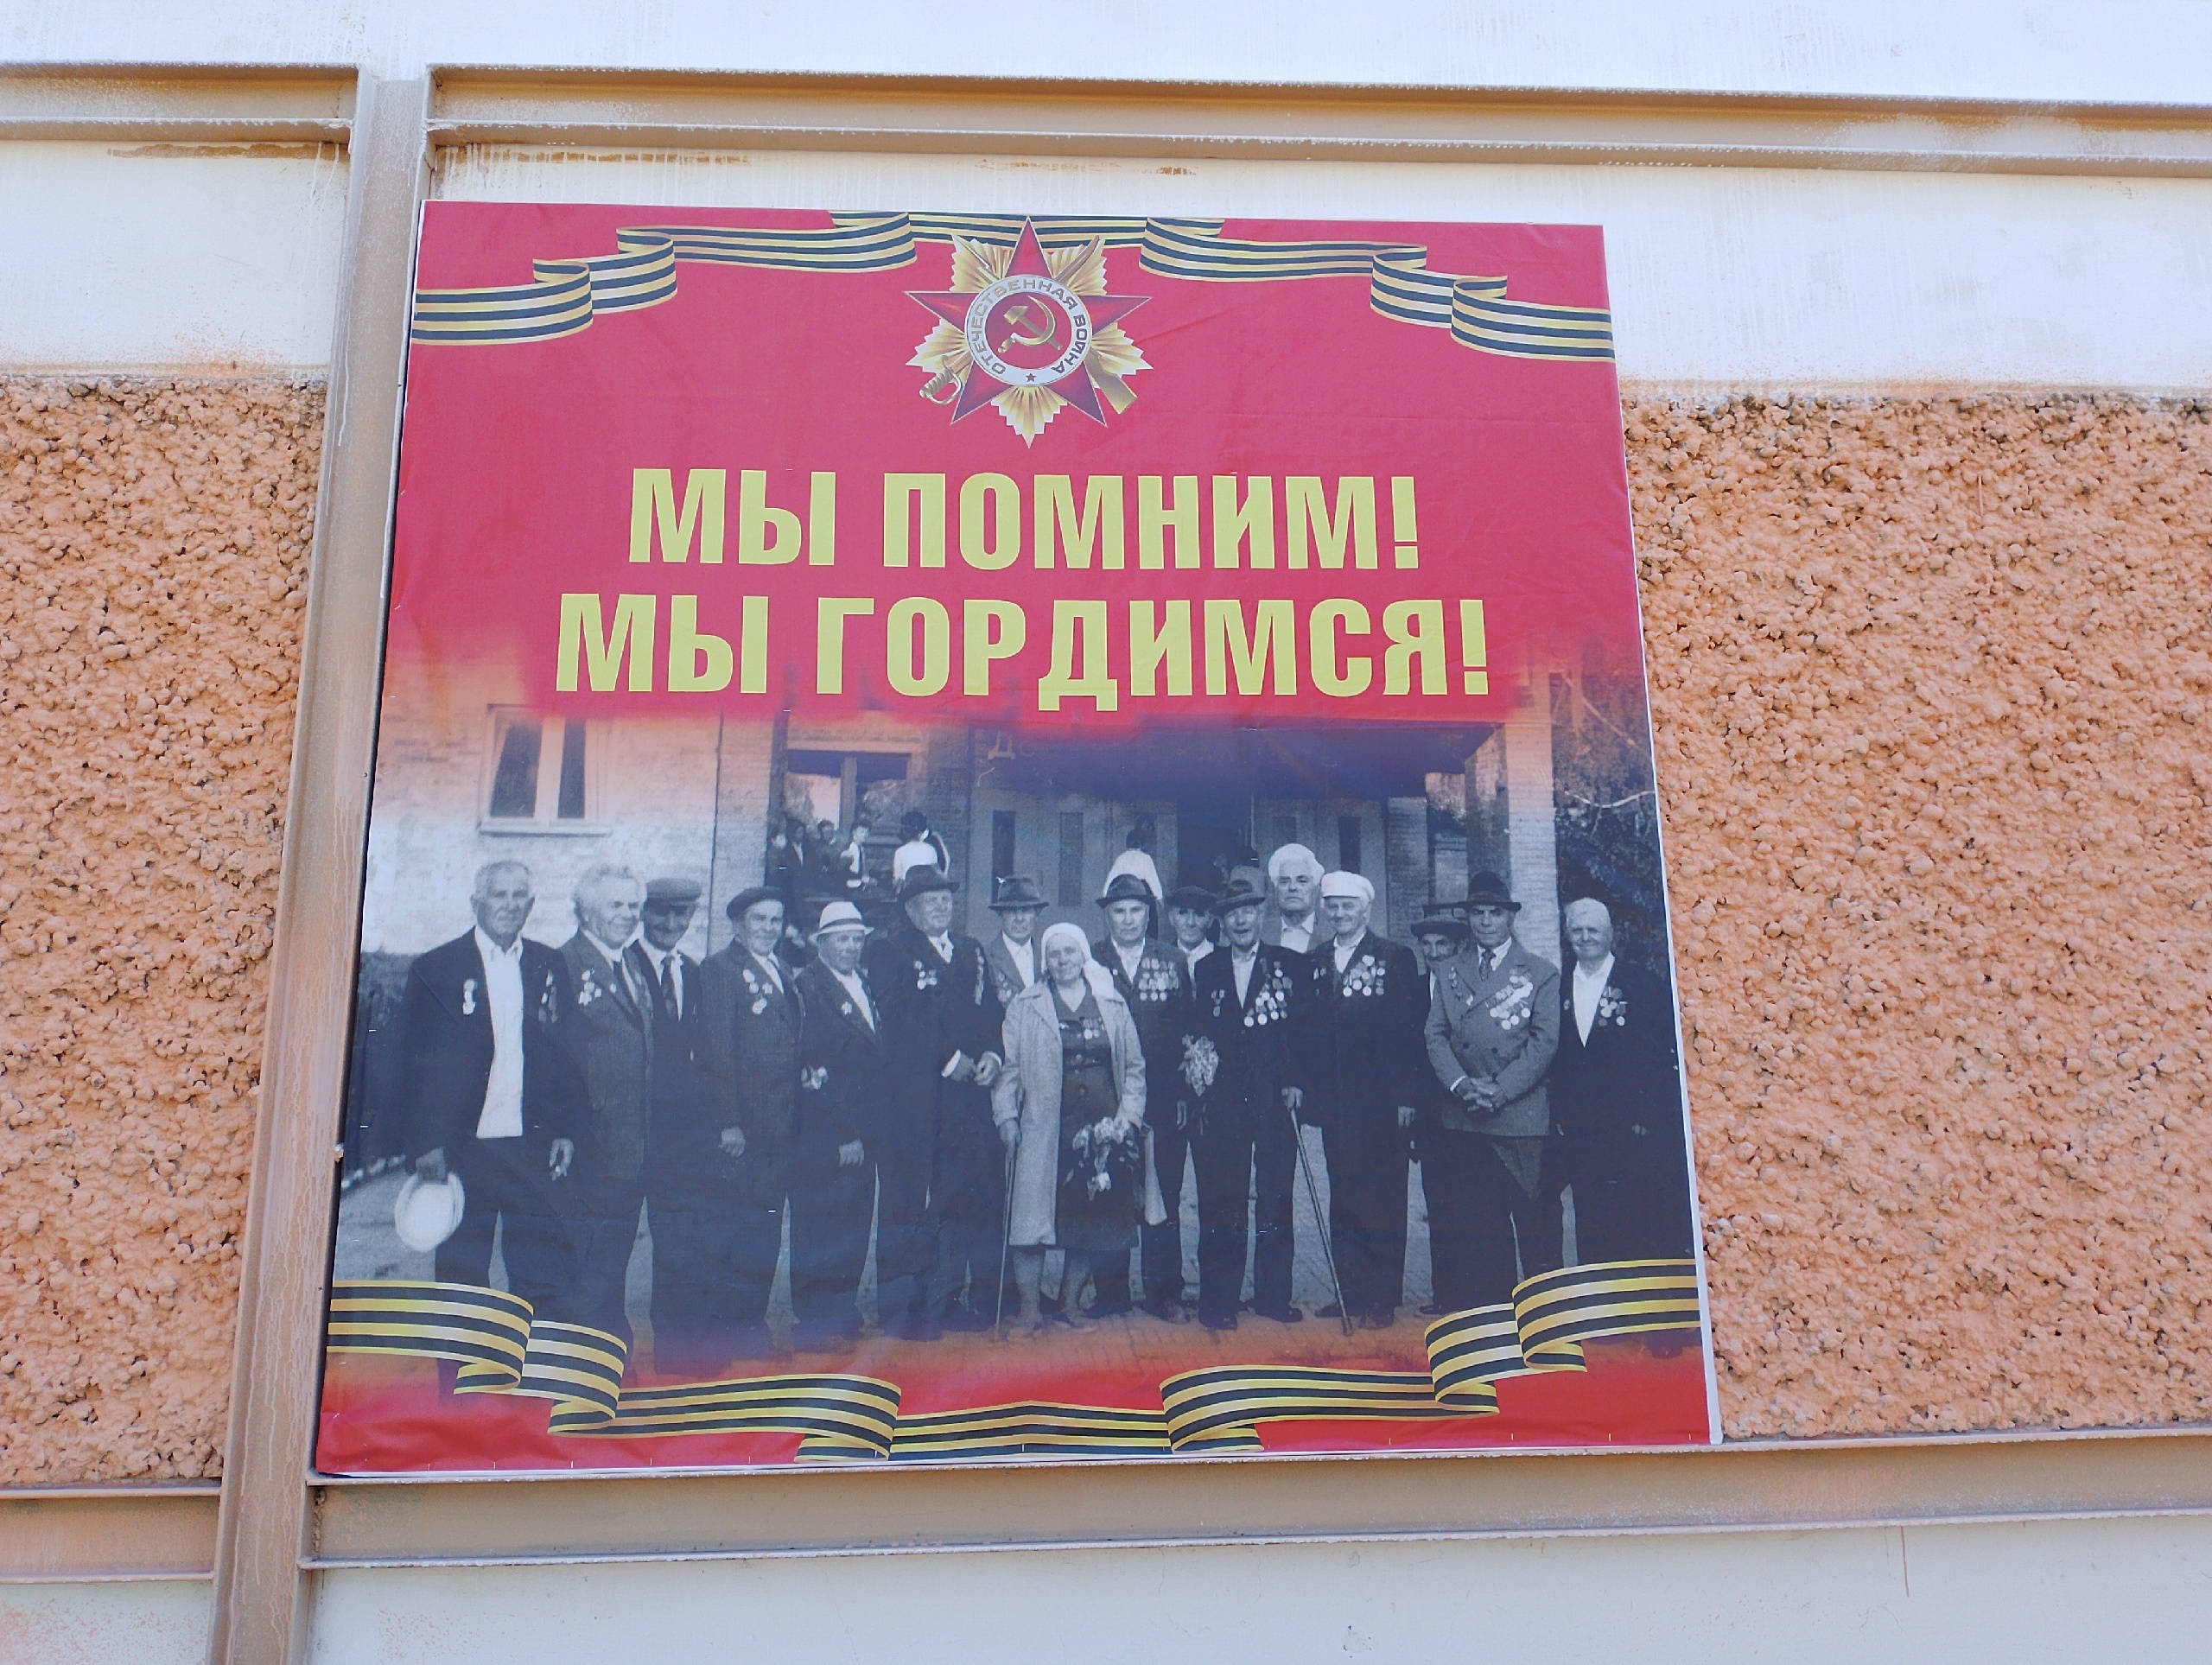 ОТЕЧЕСТВЕННАЯ ВОЙНА
МЫ ПОМНИМ!
МЫ ГОРДИМСЯ!